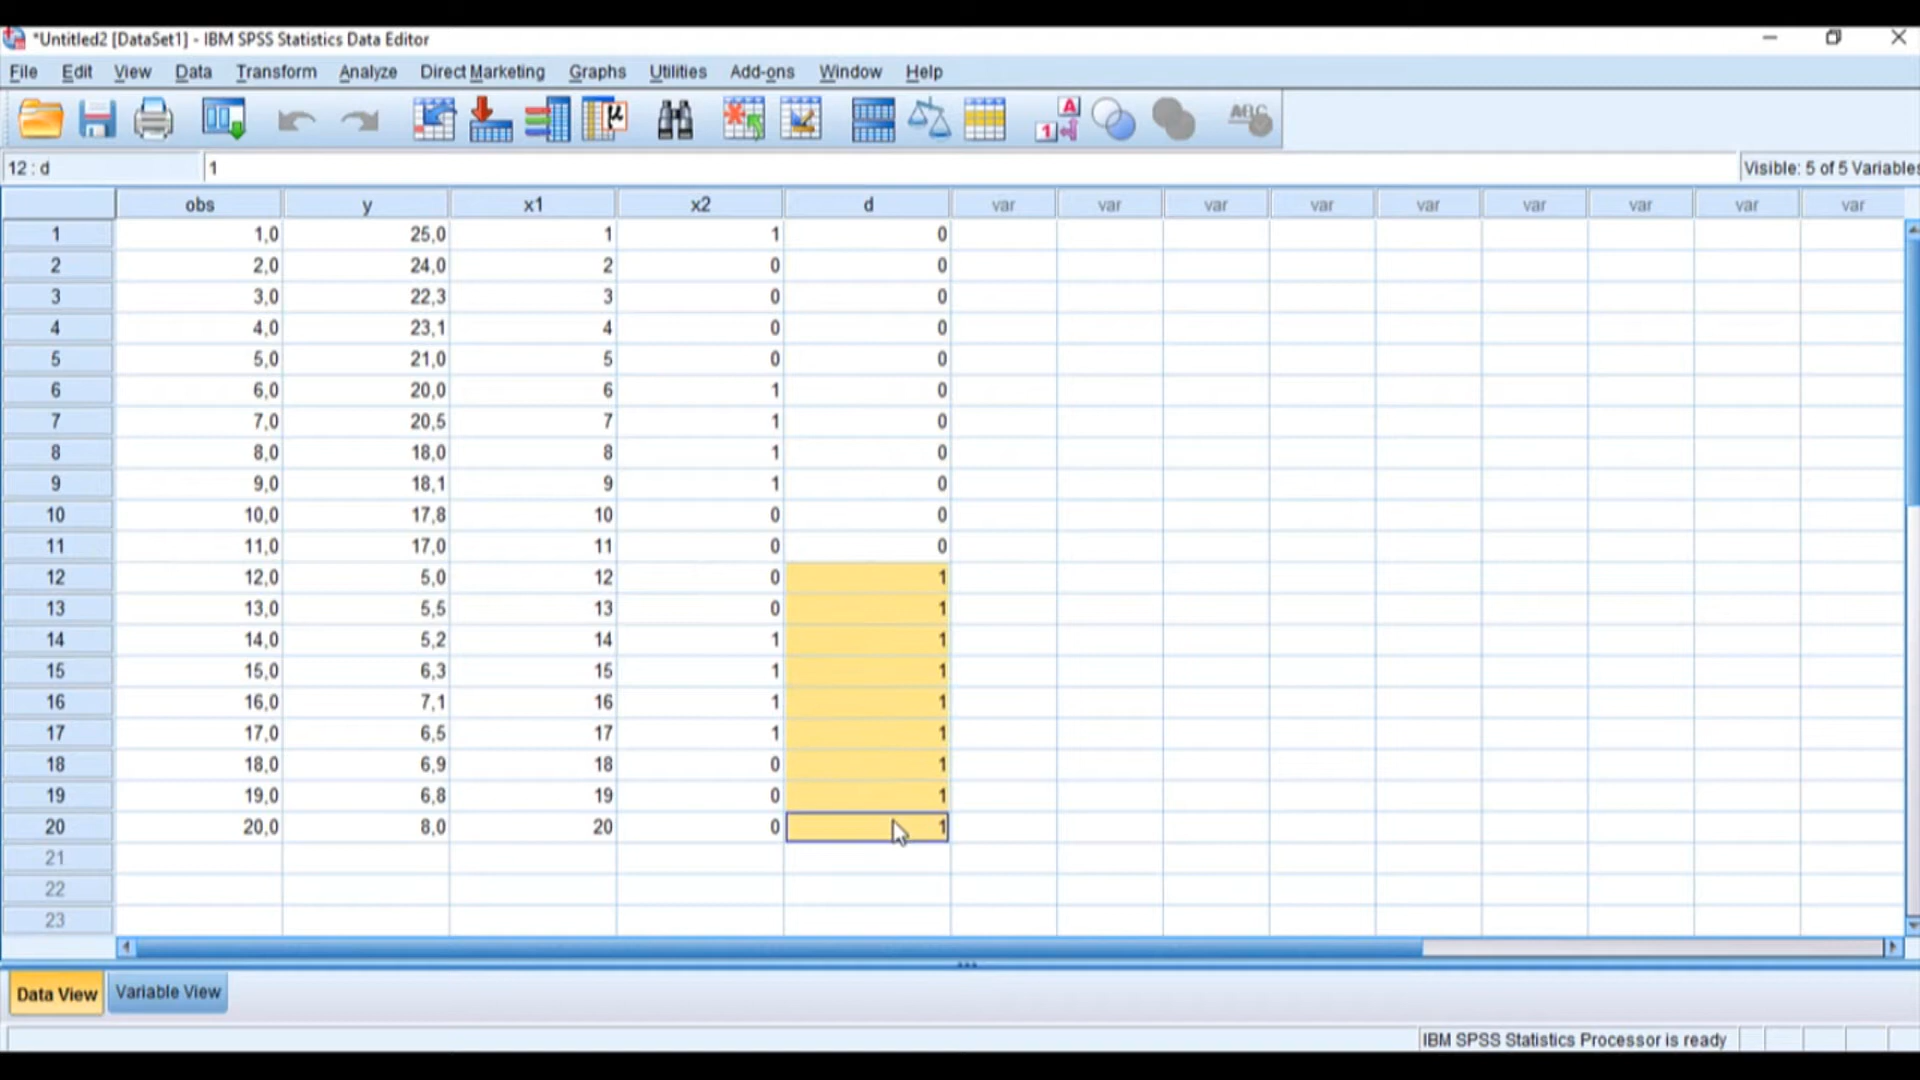 *Untitled2 [DataSet1] - IBM SPSS Statistics Data Editor
File Edit View Data Transform Analyze Direct Marketing Graphs Utilities Add-ons Window Help
µ A 1 ABC
12 : d 1 Visible: 5 of 5 Variables
obs y x1 x2 d var var var var var var var var var
1 1,0 25,0 1 1 0
2 2,0 24,0 2 0 0
3 3,0 22,3 3 0 0
4 4,0 23,1 4 0 0
5 5,0 21,0 5 0 0
6 6,0 20,0 6 1 0
7 7,0 20,5 7 1 0
8 8,0 18,0 8 1 0
9 9,0 18,1 9 1 0
10 10,0 17,8 10 0 0
11 11,0 17,0 11 0 0
12 12,0 5,0 12 0 1
13 13,0 5,5 13 0 1
14 14,0 5,2 14 1 1
15 15,0 6,3 15 1 1
16 16,0 7,1 16 1 1
17 17,0 6,5 17 1 1
18 18,0 6,9 18 0 1
19 19,0 6,8 19 0 1
20 20,0 8,0 20 0 1
21
22
23
Data View Variable View
IBM SPSS Statistics Processor is ready